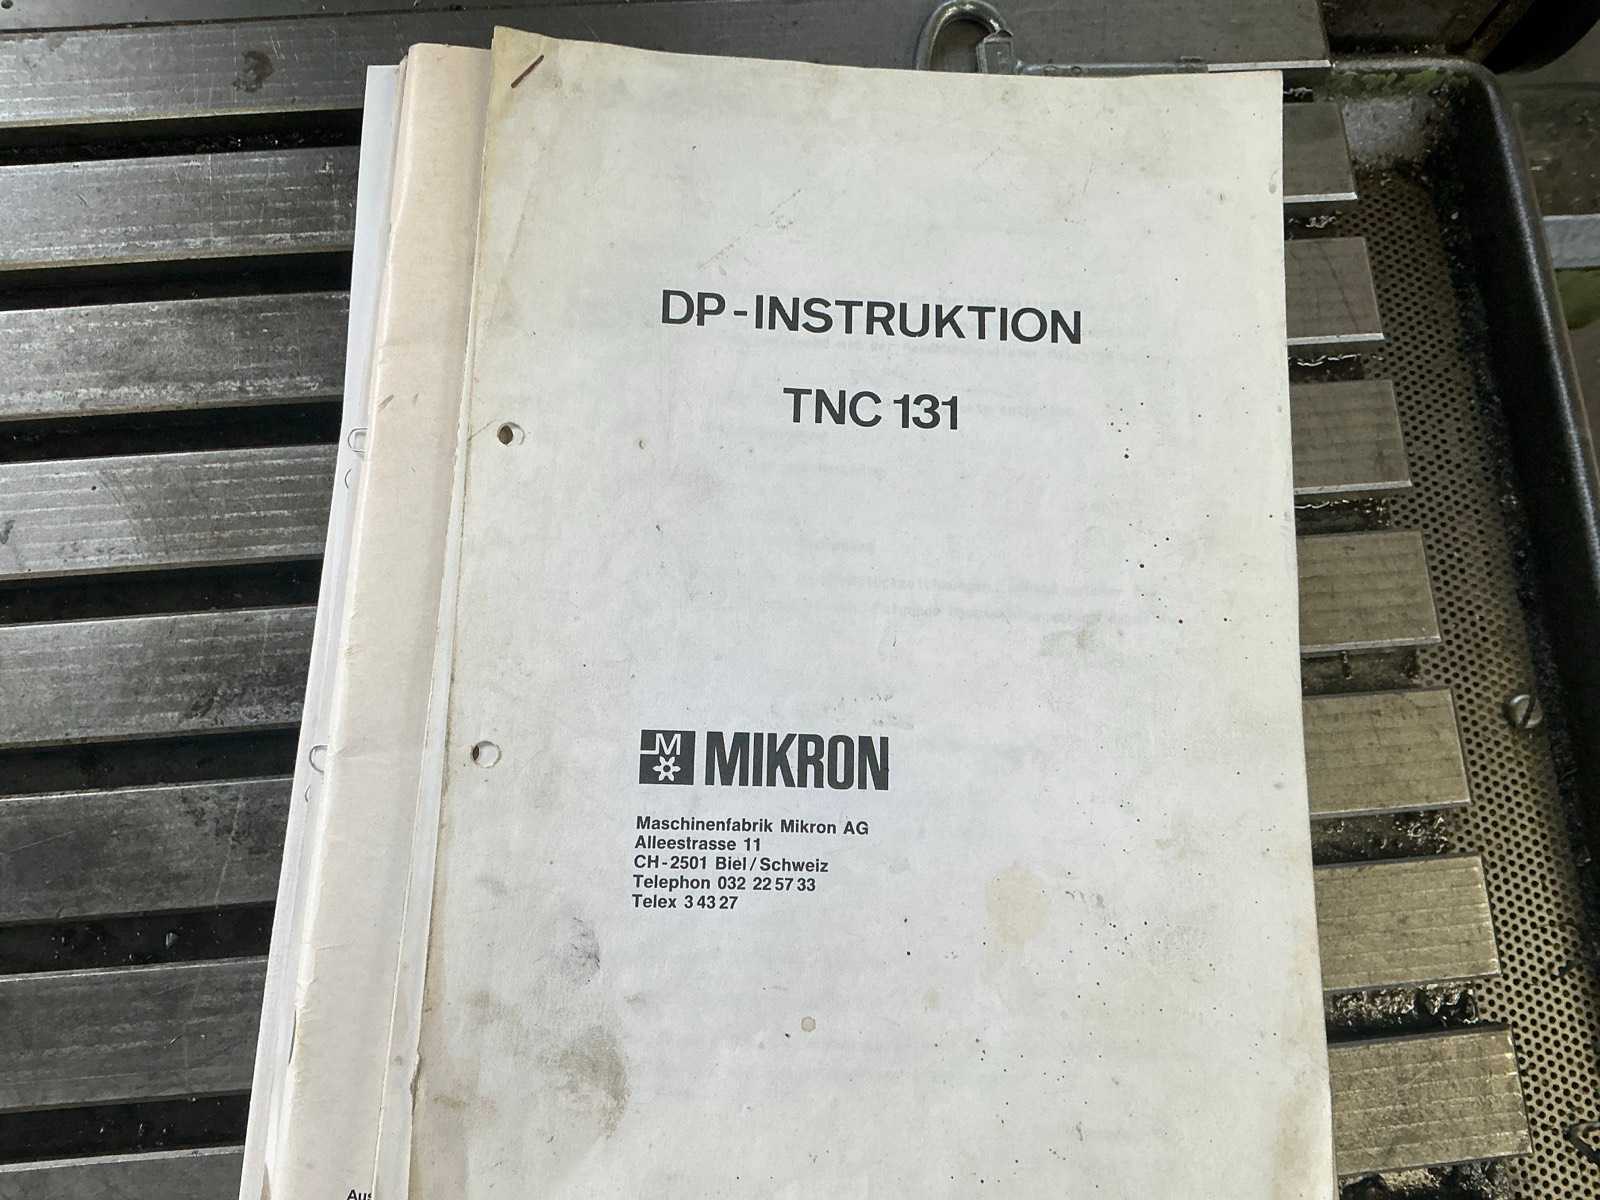 DP-INSTRUKTION
TNC 131
M MIKRON
Maschinenfabrik Mikron AG
Alleestrasse 11
CH-2501 Biel/Schweiz
Telephon 032 22 57 33
Telex 3 43 27
Aus